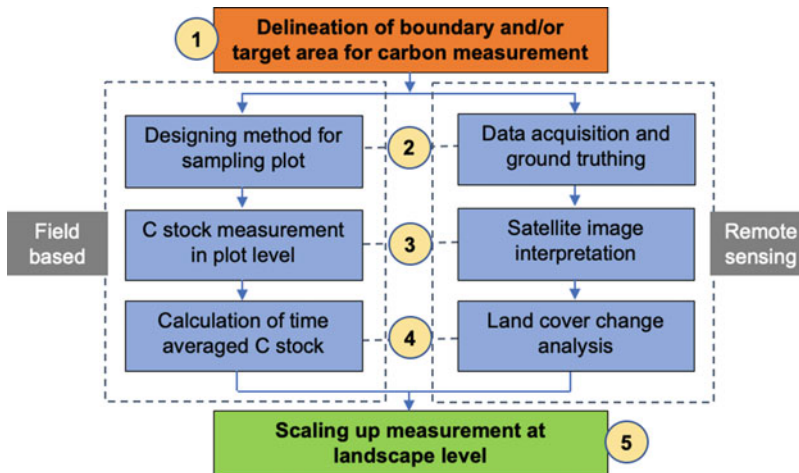 1
Delineation of boundary and/or
target area for carbon measurement
Designing method for
sampling plot
2
Data acquisition and
ground truthing
Field
based
C stock measurement
in plot level
3
Satellite image
interpretation
Remote
sensing
Calculation of time
averaged C stock
4
Land cover change
analysis
Scaling up measurement at
landscape level
5